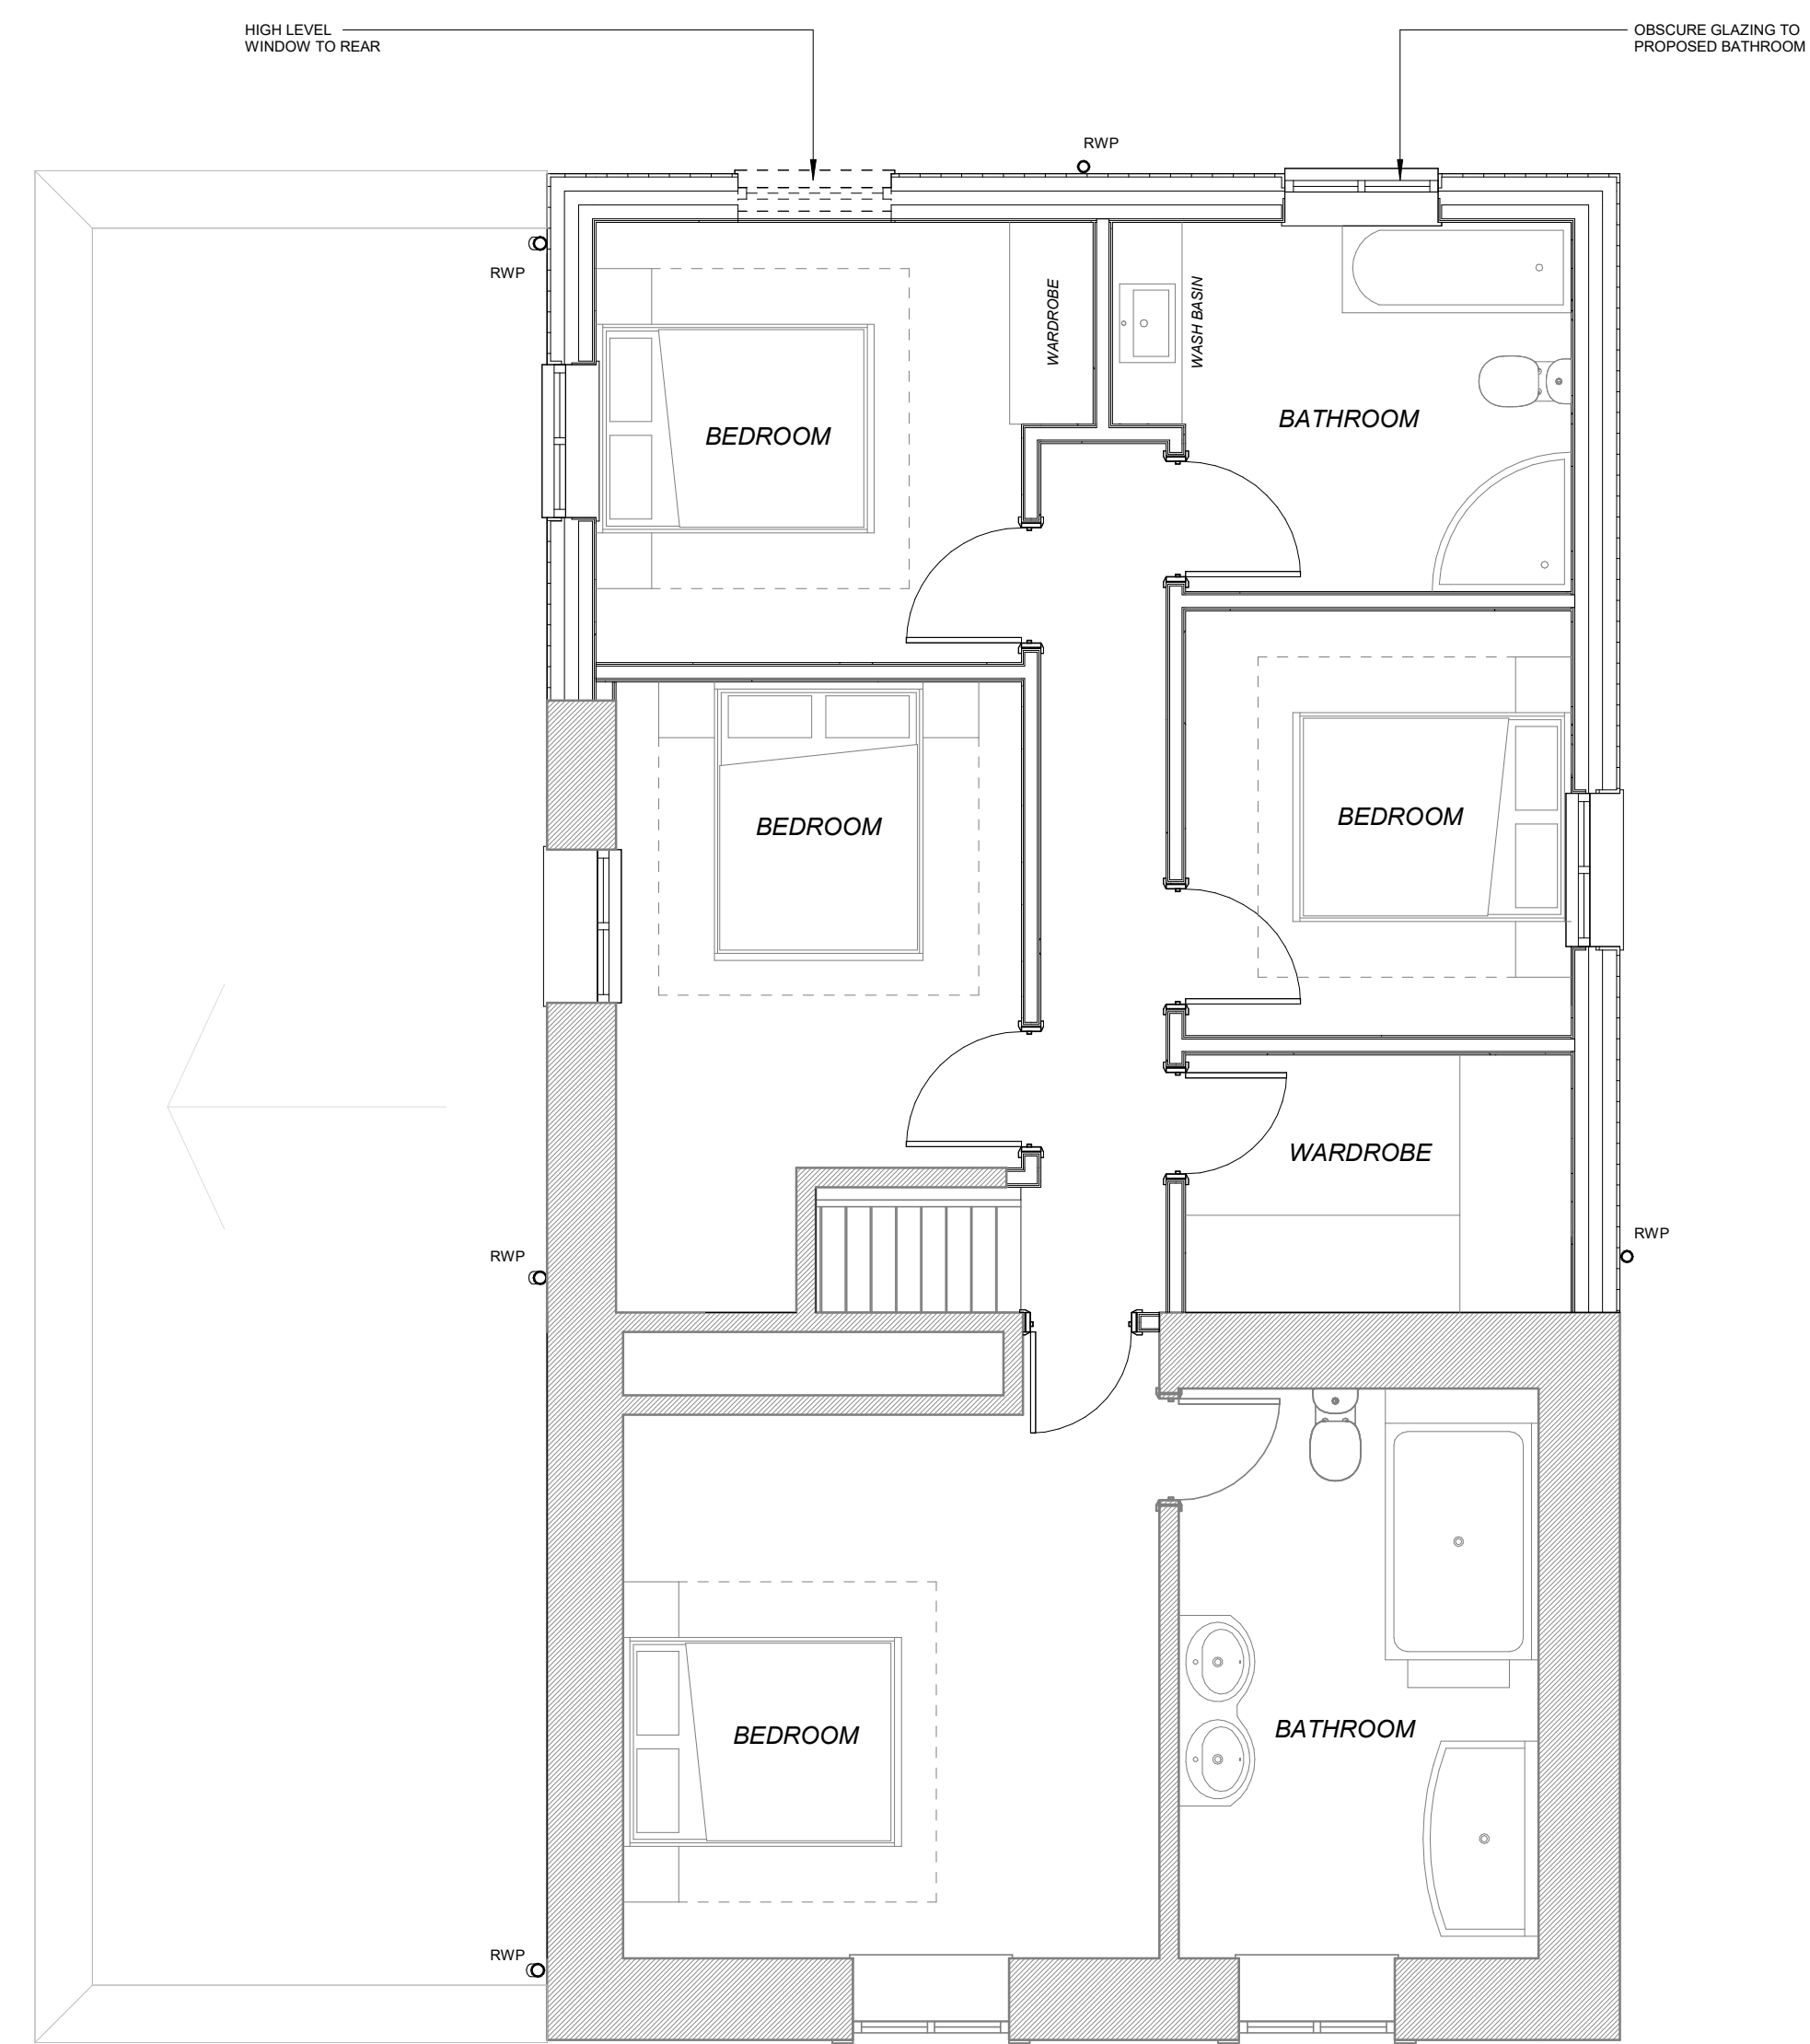 HIGH LEVEL
WINDOW TO REAR
OBSCURE GLAZING TO
PROPOSED BATHROOM
RWP
RWP
WARDROBE
WASH BASIN
BEDROOM
BATHROOM
BEDROOM
BEDROOM
WARDROBE
RWP
RWP
BEDROOM
BATHROOM
RWP